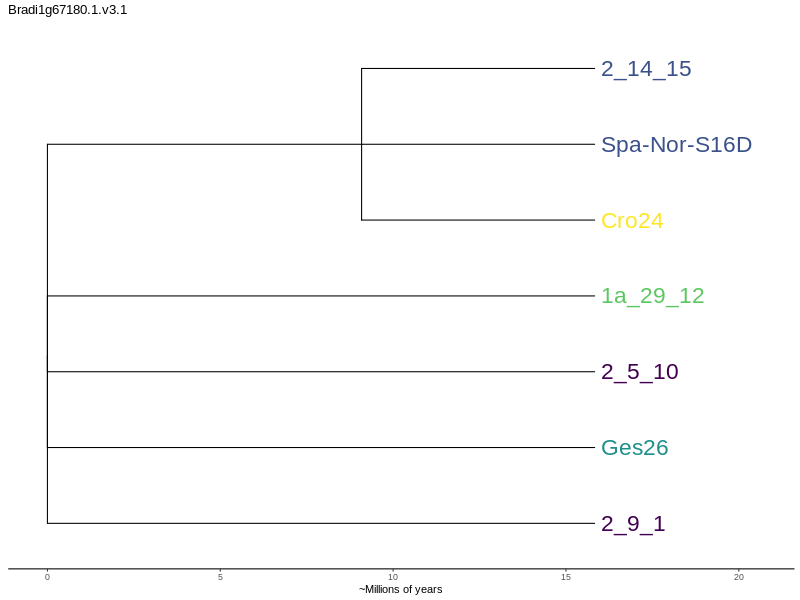 Bradi1g67180.1.v3.1
2_14_15
Spa-Nor-S16D
Cro24
1a_29_12
2_5_10
Ges26
2_9_1
0 5 10 15 20
~Millions of years